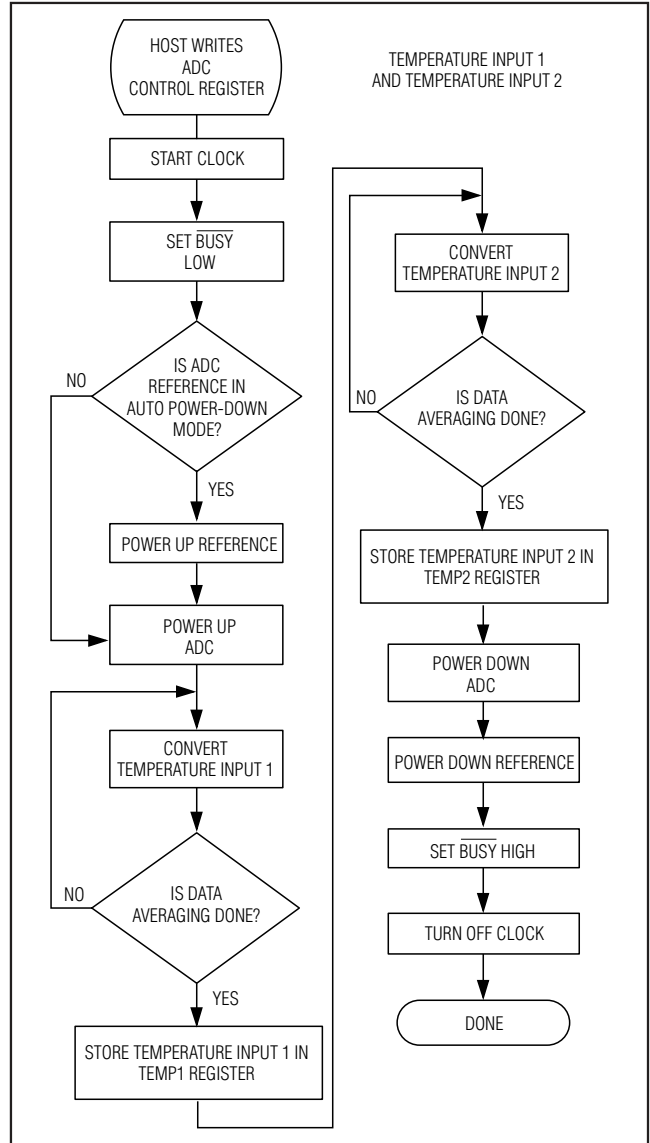 HOST WRITES
ADC
CONTROL REGISTER
START CLOCK
SET BUSY
LOW
IS ADC
REFERENCE IN
AUTO POWER-DOWN
MODE?
NO
YES
POWER UP REFERENCE
POWER UP
ADC
CONVERT
TEMPERATURE INPUT 1
IS DATA
AVERAGING DONE?
NO
YES
STORE TEMPERATURE INPUT 1 IN
TEMP1 REGISTER
TEMPERATURE INPUT 1
AND TEMPERATURE INPUT 2
CONVERT
TEMPERATURE INPUT 2
IS DATA
AVERAGING DONE?
NO
YES
STORE TEMPERATURE INPUT 2 IN
TEMP2 REGISTER
POWER DOWN
ADC
POWER DOWN REFERENCE
SET BUSY HIGH
TURN OFF CLOCK
DONE